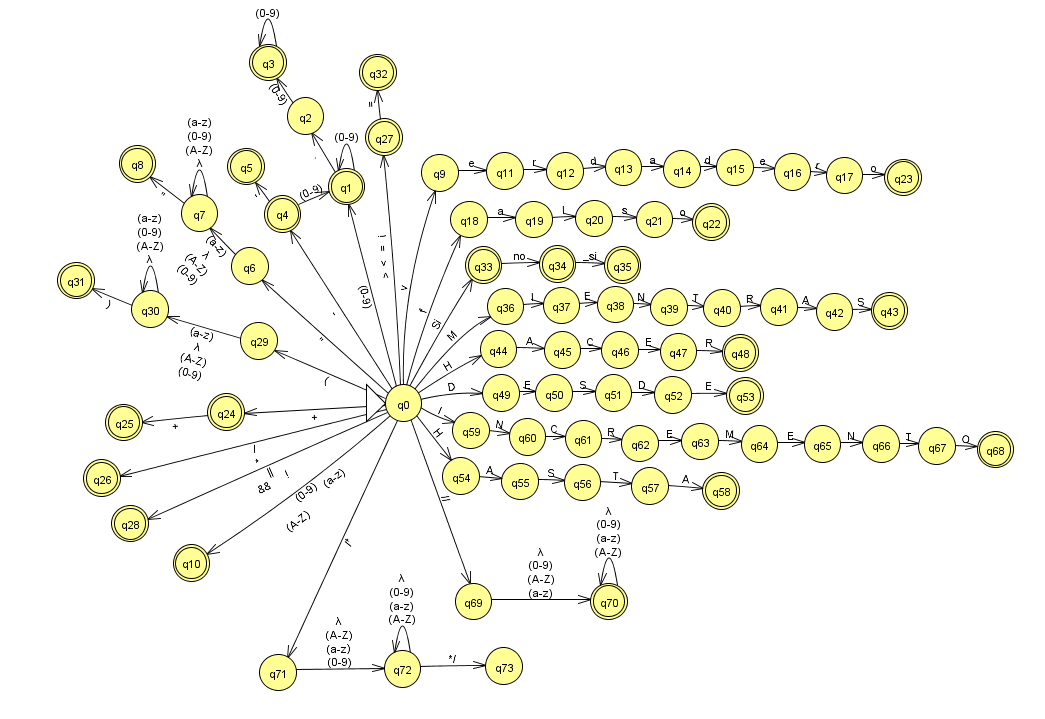 (0-9)
q3
q32
(0-9)
=
q2
(a-z)
(0-9)
(A-Z)
λ
(0-9)
q27
.
q8
q5
q1
"
'
(0-9)
q4
q7
q9
e
q11
r
q12
d
q13
a
q14
d
q15
e
q16
r
q17
o
q23
q18
a
q19
L
q20
s
q21
o
q22
(a-z)
(0-9)
(A-Z)
λ
(a-z)
λ
(A-Z)
(0-9)
q6
!
=
<
>
v
f
q33
no
q34
_si
q35
q31
)
q30
(0-9)
'
"
Si
M
H
q36
L
q37
E
q38
N
q39
T
q40
R
q41
A
q42
S
q43
(a-z)
λ
(A-Z)
(0-9)
q29
(
q44
A
q45
C
q46
E
q47
R
q48
q25
+
q24
+
q0
D
q49
E
q50
S
q51
D
q52
E
q53
I
q59
N
q60
C
q61
R
q62
E
q63
M
q64
E
q65
N
q66
T
q67
O
q68
q26
/
H
q54
A
q55
S
q56
T
q57
A
q58
*
||
!
&&
q28
(0-9)
(a-z)
(A-Z)
q10
/*
//
q69
λ
(0-9)
(A-Z)
(a-z)
λ
(0-9)
(a-z)
(A-Z)
q70
q71
λ
(A-Z)
(a-z)
(0-9)
λ
(0-9)
(a-z)
(A-Z)
q72
*/
q73